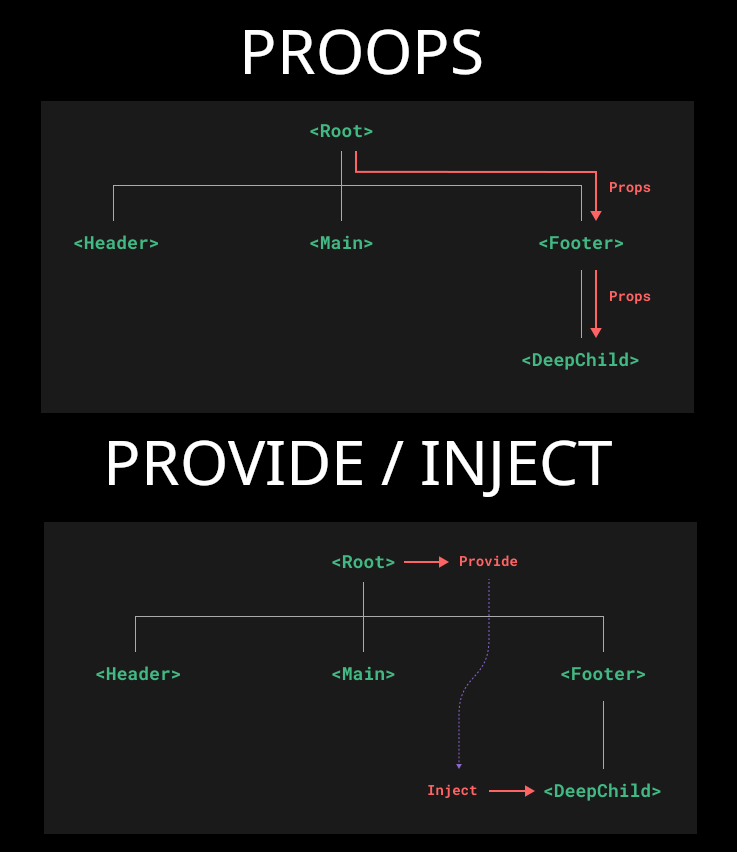 PROOPS
<Root>
Props
<Header> <Main> <Footer>
Props
<DeepChild>
PROVIDE / INJECT
<Root> Provide
<Header> <Main> <Footer>
Inject <DeepChild>